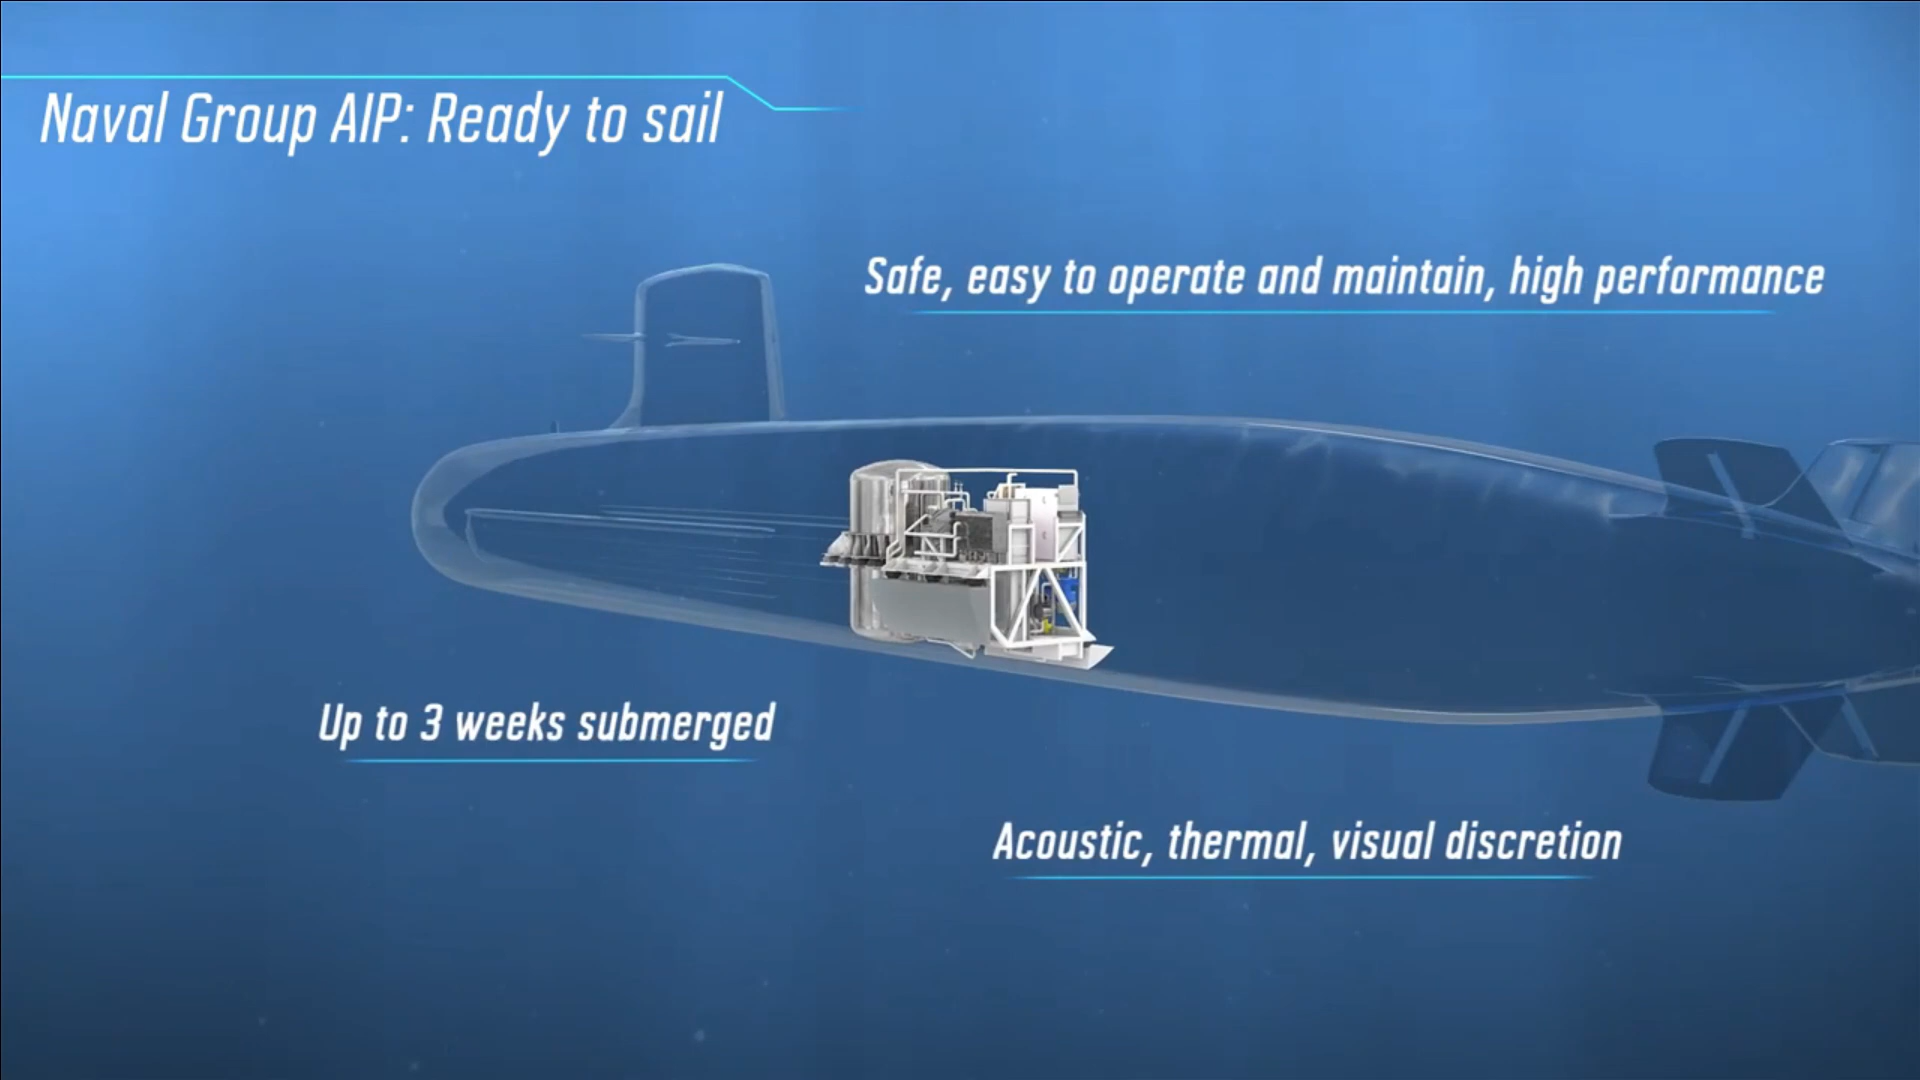 Naval Group AIP: Ready to sail
Safe, easy to operate and maintain, high performance
Up to 3 weeks submerged
Acoustic, thermal, visual discretion